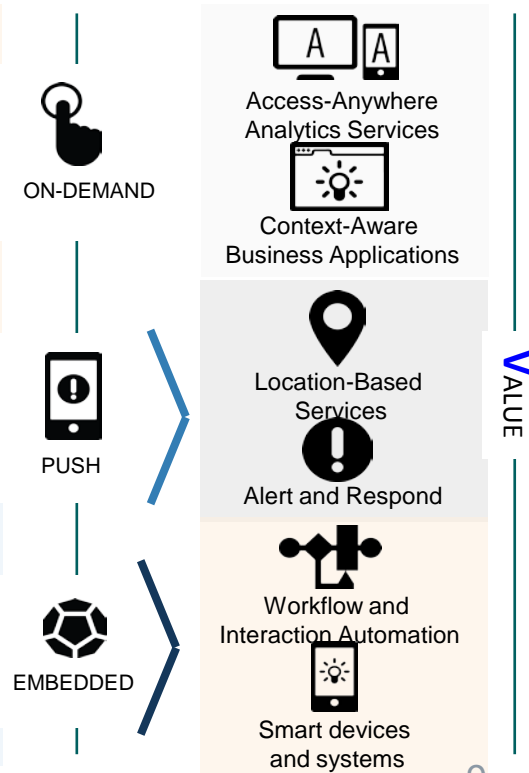 A A
Access-Anywhere
Analytics Services
ON-DEMAND
Context-Aware
Business Applications
Location-Based
Services
PUSH
Alert and Respond
VALUE
Workflow and
Interaction Automation
EMBEDDED
Smart devices
and systems